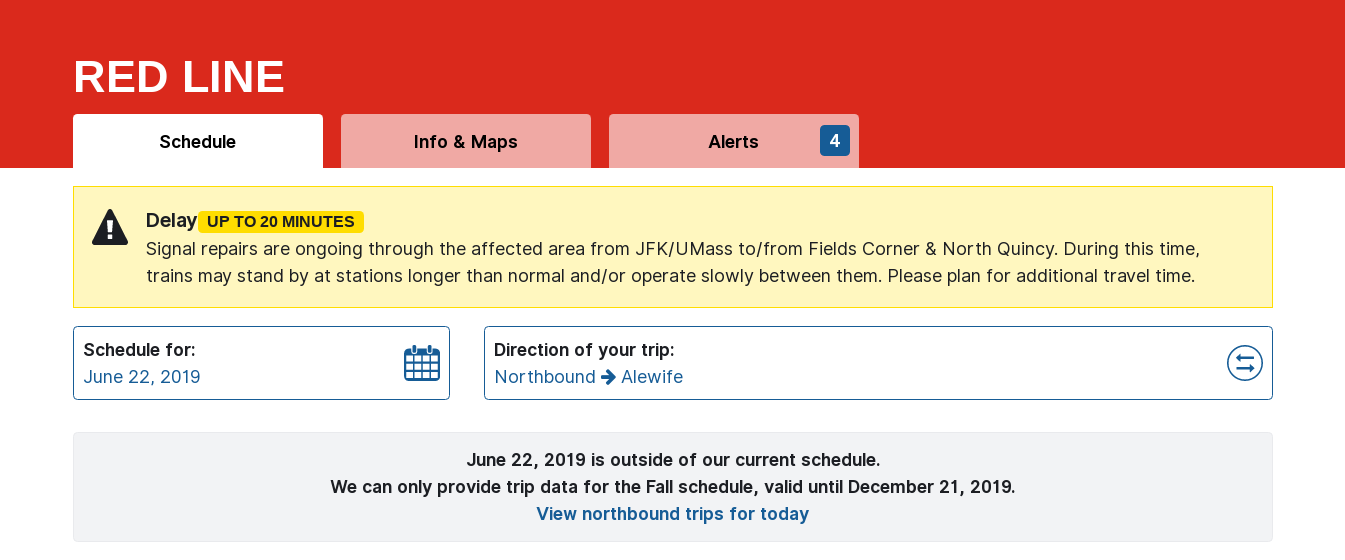 RED LINE
Schedule
Info & Maps
Alerts 4
Delay UP TO 20 MINUTES
Signal repairs are ongoing through the affected area from JFK/UMass to/from Fields Corner & North Quincy. During this time,
trains may stand by at stations longer than normal and/or operate slowly between them. Please plan for additional travel time.
Schedule for:
June 22, 2019
Direction of your trip:
Northbound → Alewife
June 22, 2019 is outside of our current schedule.
We can only provide trip data for the Fall schedule, valid until December 21, 2019.
View northbound trips for today